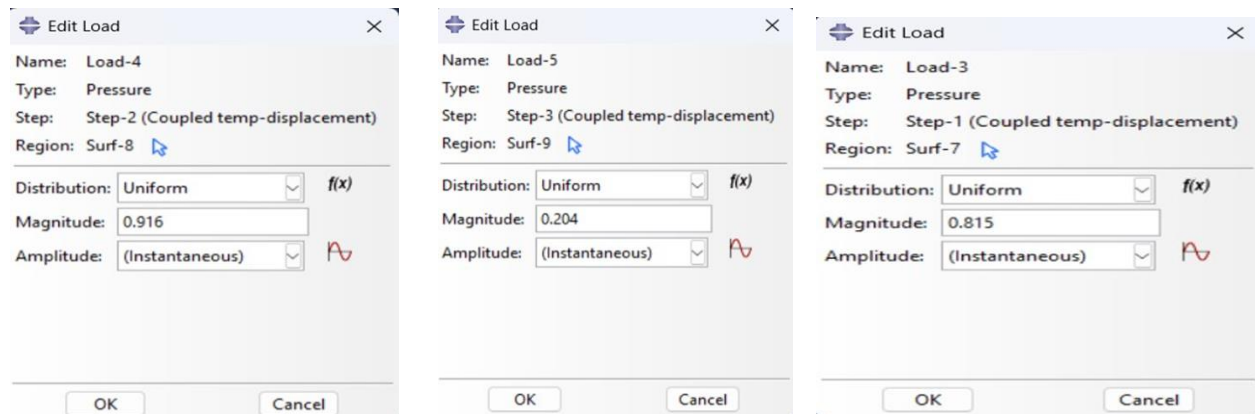 Edit Load
Name: Load-4
Type: Pressure
Step: Step-2 (Coupled temp-displacement)
Region: Surf-8
Distribution: Uniform f(x)
Magnitude: 0.916
Amplitude: (Instantaneous)
OK Cancel
Edit Load
Name: Load-5
Type: Pressure
Step: Step-3 (Coupled temp-displacement)
Region: Surf-9
Distribution: Uniform f(x)
Magnitude: 0.204
Amplitude: (Instantaneous)
OK Cancel
Edit Load
Name: Load-3
Type: Pressure
Step: Step-1 (Coupled temp-displacement)
Region: Surf-7
Distribution: Uniform f(x)
Magnitude: 0.815
Amplitude: (Instantaneous)
OK Cancel